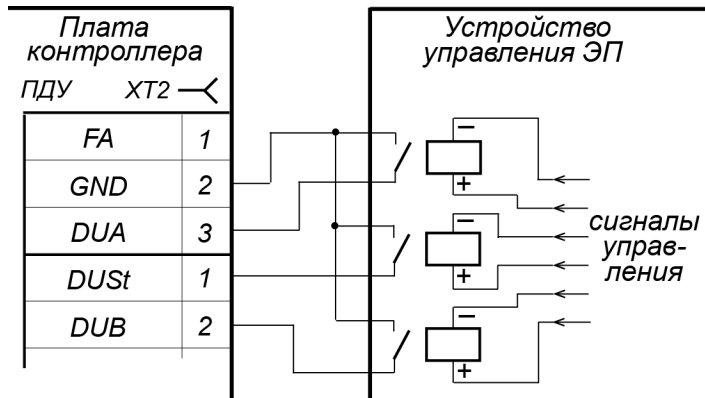 Плата
контроллера
ПДУ XT2
FA 1
GND 2
DUA 3
DUSt 1
DUB 2
Устройство
управления ЭП
–
+
–
+
–
+
сигналы
управ-
ления